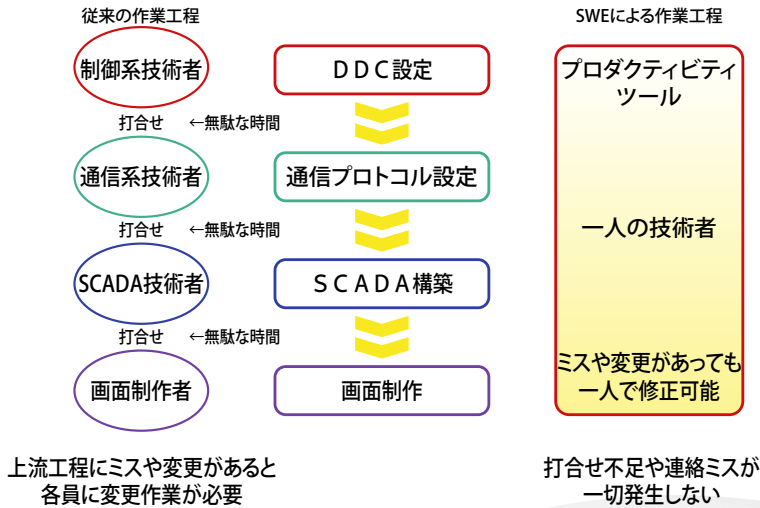 従来の作業工程
SWEによる作業工程
制御系技術者
DDC設定
プロダクティビティ
ツール
打合せ ←無駄な時間
通信系技術者
通信プロトコル設定
一人の技術者
打合せ ←無駄な時間
SCADA技術者
SCADA構築
打合せ ←無駄な時間
画面制作者
画面制作
ミスや変更があっても
一人で修正可能
上流工程にミスや変更があると
各員に変更作業が必要
打合せ不足や連絡ミスが
一切発生しない